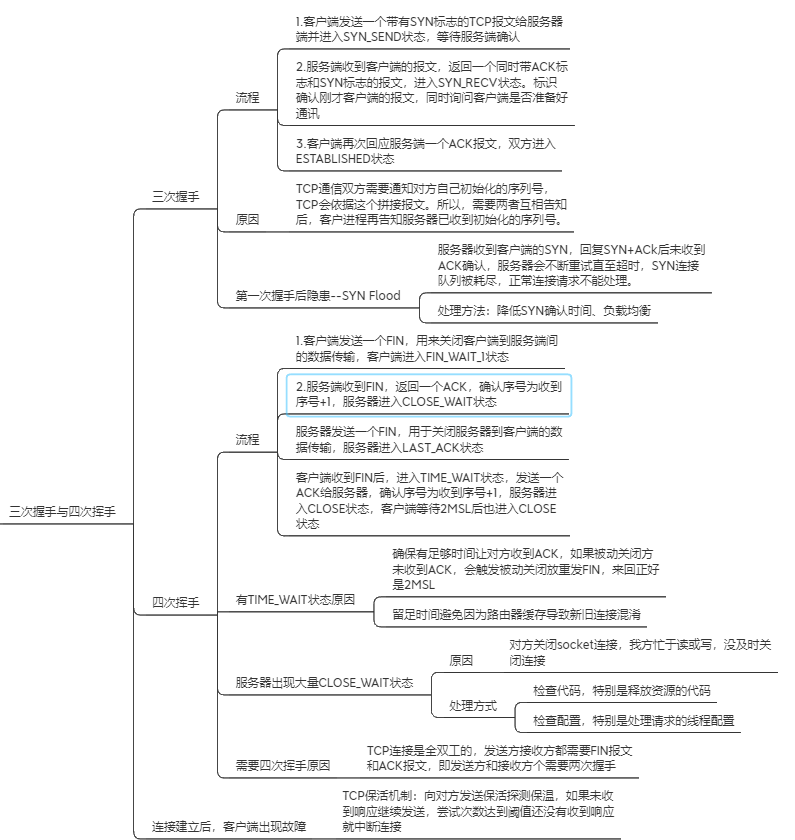 三次握手与四次挥手
三次握手
流程
1.客户端发送一个带有SYN标志的TCP报文给服务器
端并进入SYN_SEND状态，等待服务端确认
2.服务端收到客户端的报文，返回一个同时带ACK标
志和SYN标志的报文，进入SYN_RECV状态。标识
确认刚才客户端的报文，同时询问客户端是否准备好
通讯
3.客户端再次回应服务端一个ACK报文，双方进入
ESTABLISHED状态
原因
TCP通信双方需要通知对方自己初始化的序列号，
TCP会依据这个拼接报文。所以，需要两者互相告知
后，客户进程再告知服务器已收到初始化的序列号。
第一次握手后隐患--SYN Flood
服务器收到客户端的SYN，回复SYN+ACk后未收到
ACK确认，服务器会不断重试直至超时，SYN连接
队列被耗尽，正常连接请求不能处理。
处理方法：降低SYN确认时间、负载均衡
四次挥手
流程
1.客户端发送一个FIN，用来关闭客户端到服务端间
的数据传输，客户端进入FIN_WAIT_1状态
2.服务端收到FIN，返回一个ACK，确认序号为收到
序号+1，服务器进入CLOSE_WAIT状态
服务器发送一个FIN，用于关闭服务器到客户端的数
据传输，服务器进入LAST_ACK状态
客户端收到FIN后，进入TIME_WAIT状态，发送一个
ACK给服务器，确认序号为收到序号+1，服务器进
入CLOSE状态，客户端等待2MSL后也进入CLOSE
状态
有TIME_WAIT状态原因
确保有足够时间让对方收到ACK，如果被动关闭方
未收到ACK，会触发被动关闭放重发FIN，来回正好
是2MSL
留足时间避免因为路由器缓存导致新旧连接混淆
服务器出现大量CLOSE_WAIT状态
原因
对方关闭socket连接，我方忙于读或写，没及时关
闭连接
处理方式
检查代码，特别是释放资源的代码
检查配置，特别是处理请求的线程配置
需要四次挥手原因
TCP连接是全双工的，发送方接收方都需要FIN报文
和ACK报文，即发送方和接收方个需要两次握手
连接建立后，客户端出现故障
TCP保活机制：向对方发送保活探测保温，如果未收
到响应继续发送，尝试次数达到阈值还没有收到响应
就中断连接